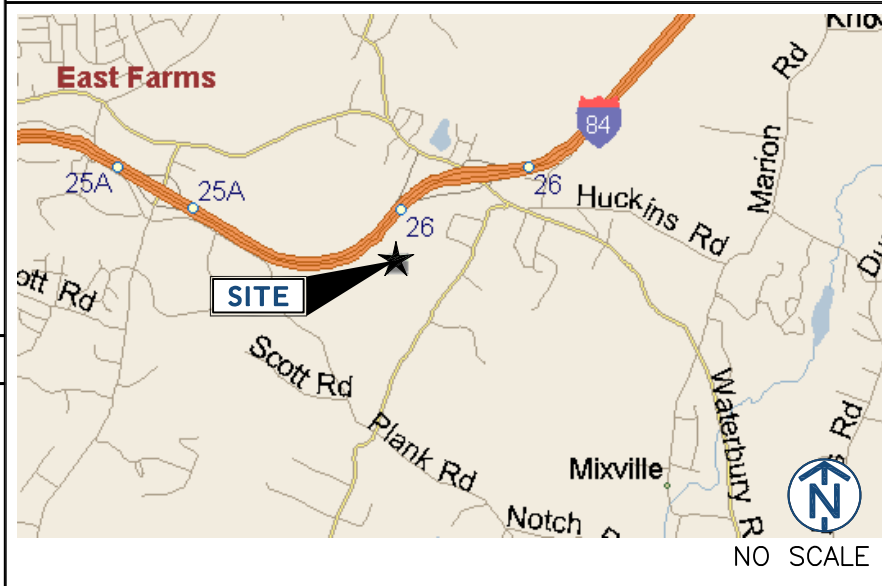 East Farms
84
Rd
Marion
25A
25A
26
26
Huckins Rd
ott Rd
SITE
Scott Rd
Plank Rd
Waterbury R
Rd
Mixville
Notch
N
NO SCALE